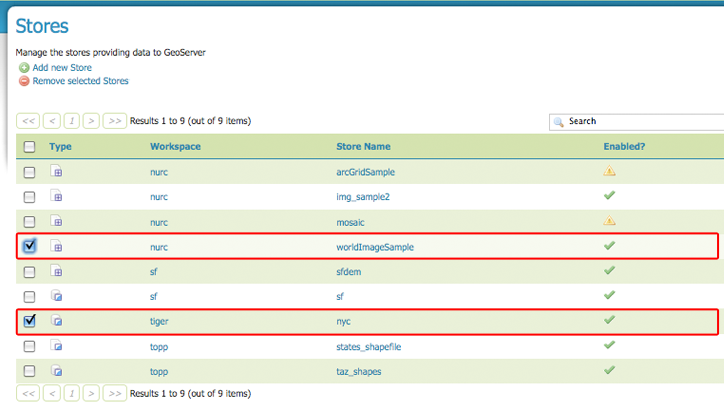 Stores
Manage the stores providing data to GeoServer
Add new Store
Remove selected Stores
<< < 1 > >> Results 1 to 9 (out of 9 items) Search
Type Workspace Store Name Enabled?
nurc arcGridSample
nurc img_sample2
nurc mosaic
nurc worldImageSample
sf sfdem
sf sf
tiger nyc
topp states_shapefile
topp taz_shapes
<< < 1 > >> Results 1 to 9 (out of 9 items)